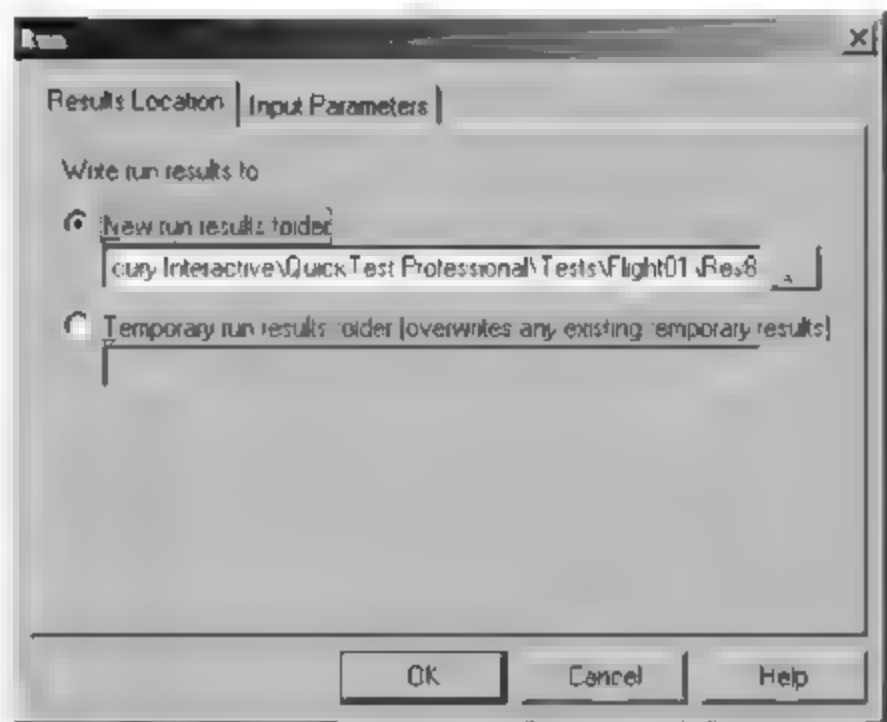 Run
Results Location Input Parameters
Write run results to
New run results folder
cury Interactive\QuickTest Professional\Tests\Flight01\Res8
Temporary run results folder (overwrites any existing temporary results)
OK Cancel Help